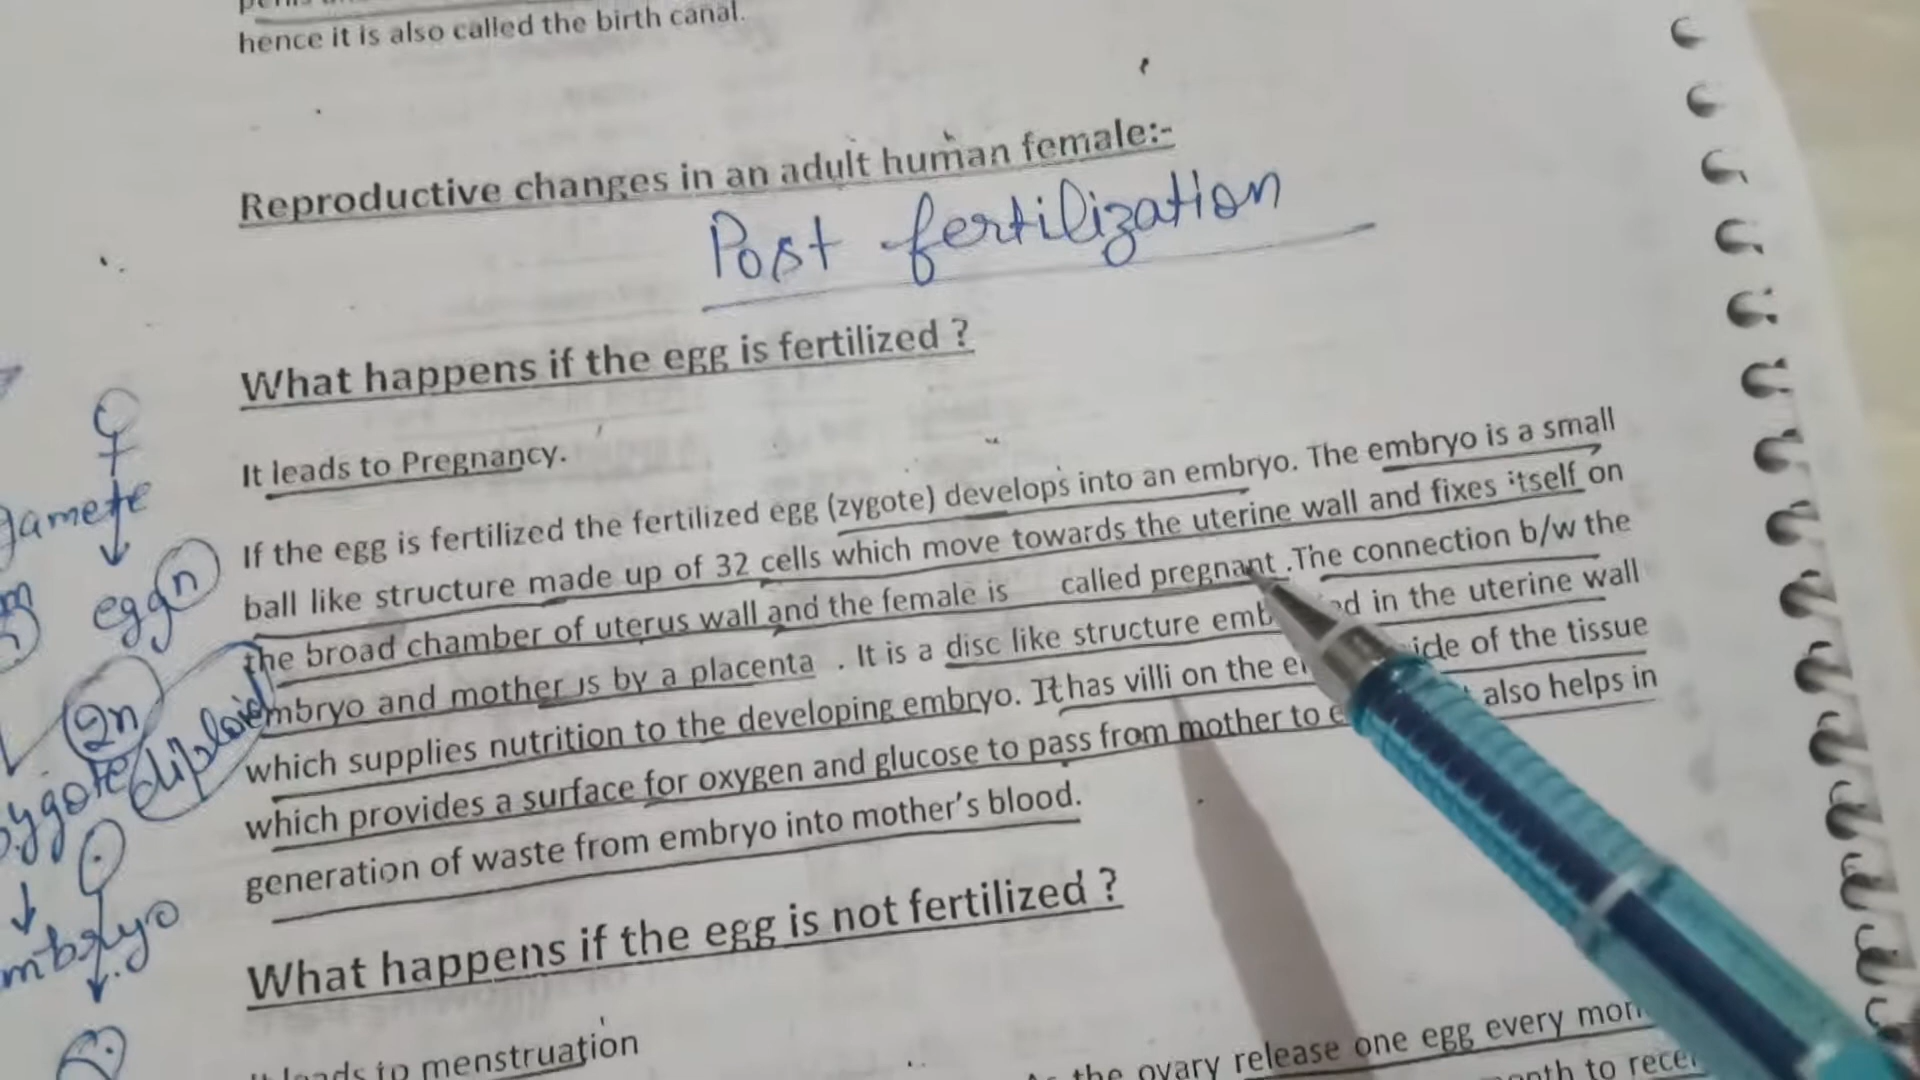 hence it is also called the birth canal.
Reproductive changes in an adult human female:-
Post fertilization
What happens if the egg is fertilized ?
It leads to Pregnancy.
If the egg is fertilized the fertilized egg (zygote) develops into an embryo. The embryo is a small
ball like structure made up of 32 cells which move towards the uterine wall and fixes itself on
the broad chamber of uterus wall and the female is called pregnant .The connection b/w the
embryo and mother is by a placenta . It is a disc like structure in the uterine wall
which supplies nutrition to the developing embryo. It has villi on the of the tissue
which provides a surface for oxygen and glucose to pass from mother to also helps in
generation of waste from embryo into mother's blood.
What happens if the egg is not fertilized ?
to menstruation
the ovary release one egg every
to
gamete
egg n
2n
zygote diploid